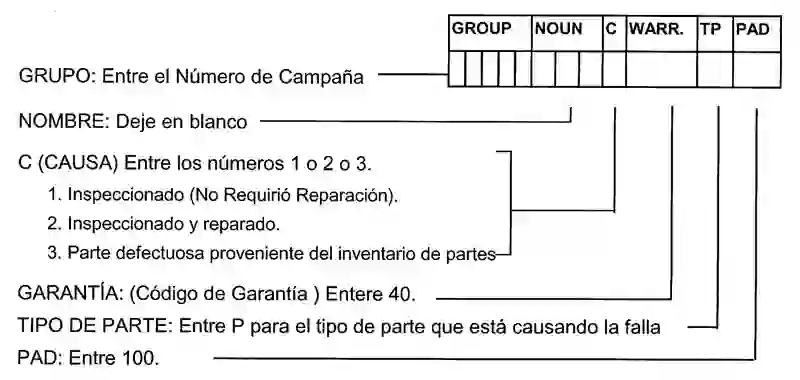 GROUP NOUN C WARR. TP PAD
GRUPO: Entre el Número de Campaña
NOMBRE: Deje en blanco
C (CAUSA) Entre los números 1 o 2 o 3.
1. Inspeccionado (No Requirió Reparación).
2. Inspeccionado y reparado.
3. Parte defectuosa proveniente del inventario de partes
GARANTÍA: (Código de Garantía ) Entere 40.
TIPO DE PARTE: Entre P para el tipo de parte que está causando la falla
PAD: Entre 100.